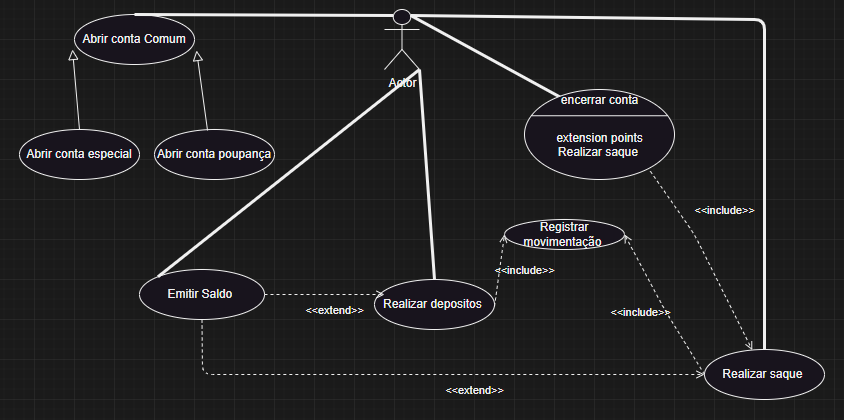 Abrir conta Comum
Actor
encerrar conta
extension points
Realizar saque
Abrir conta especial
Abrir conta poupança
<<include>>
Registrar
movimentação
<<include>>
Emitir Saldo
Realizar depositos
<<extend>>
<<include>>
Realizar saque
<<extend>>